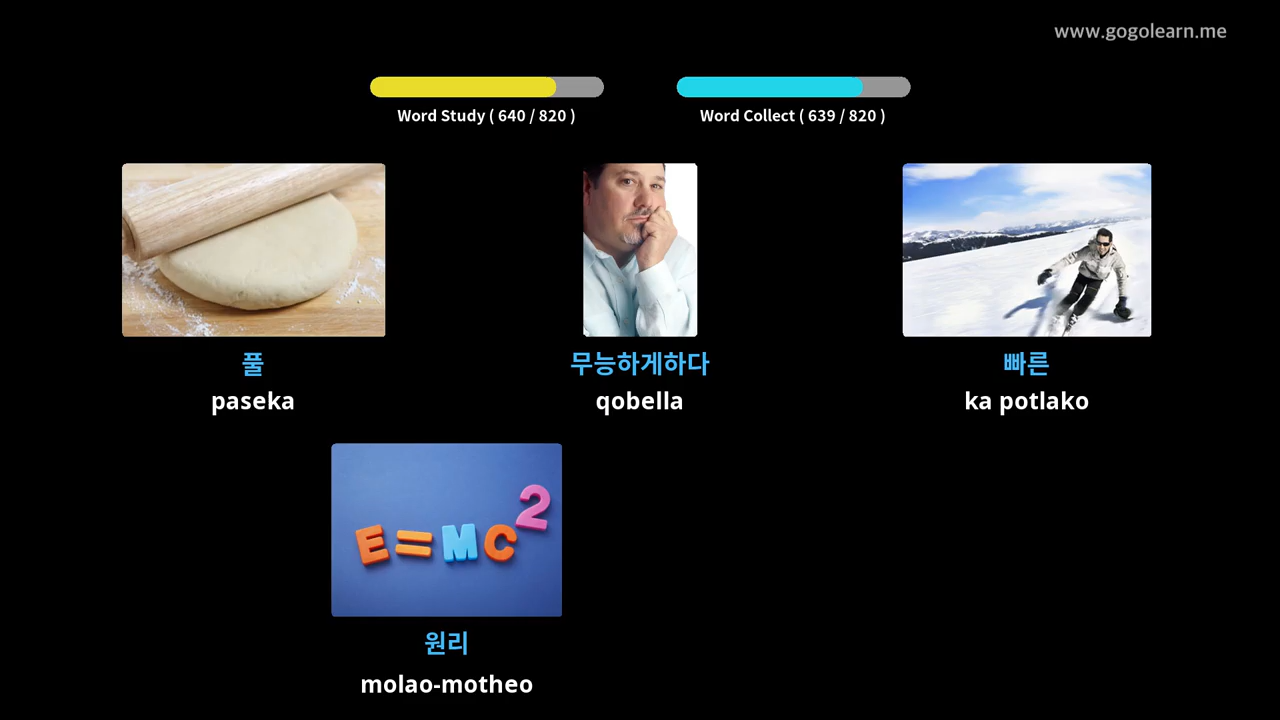 www.gogolearn.me
Word Study ( 640 / 820 )
Word Collect ( 639 / 820 )
풀
paseka
무능하게하다
qobella
빠른
ka potlako
E=MC2
원리
molao-motheo